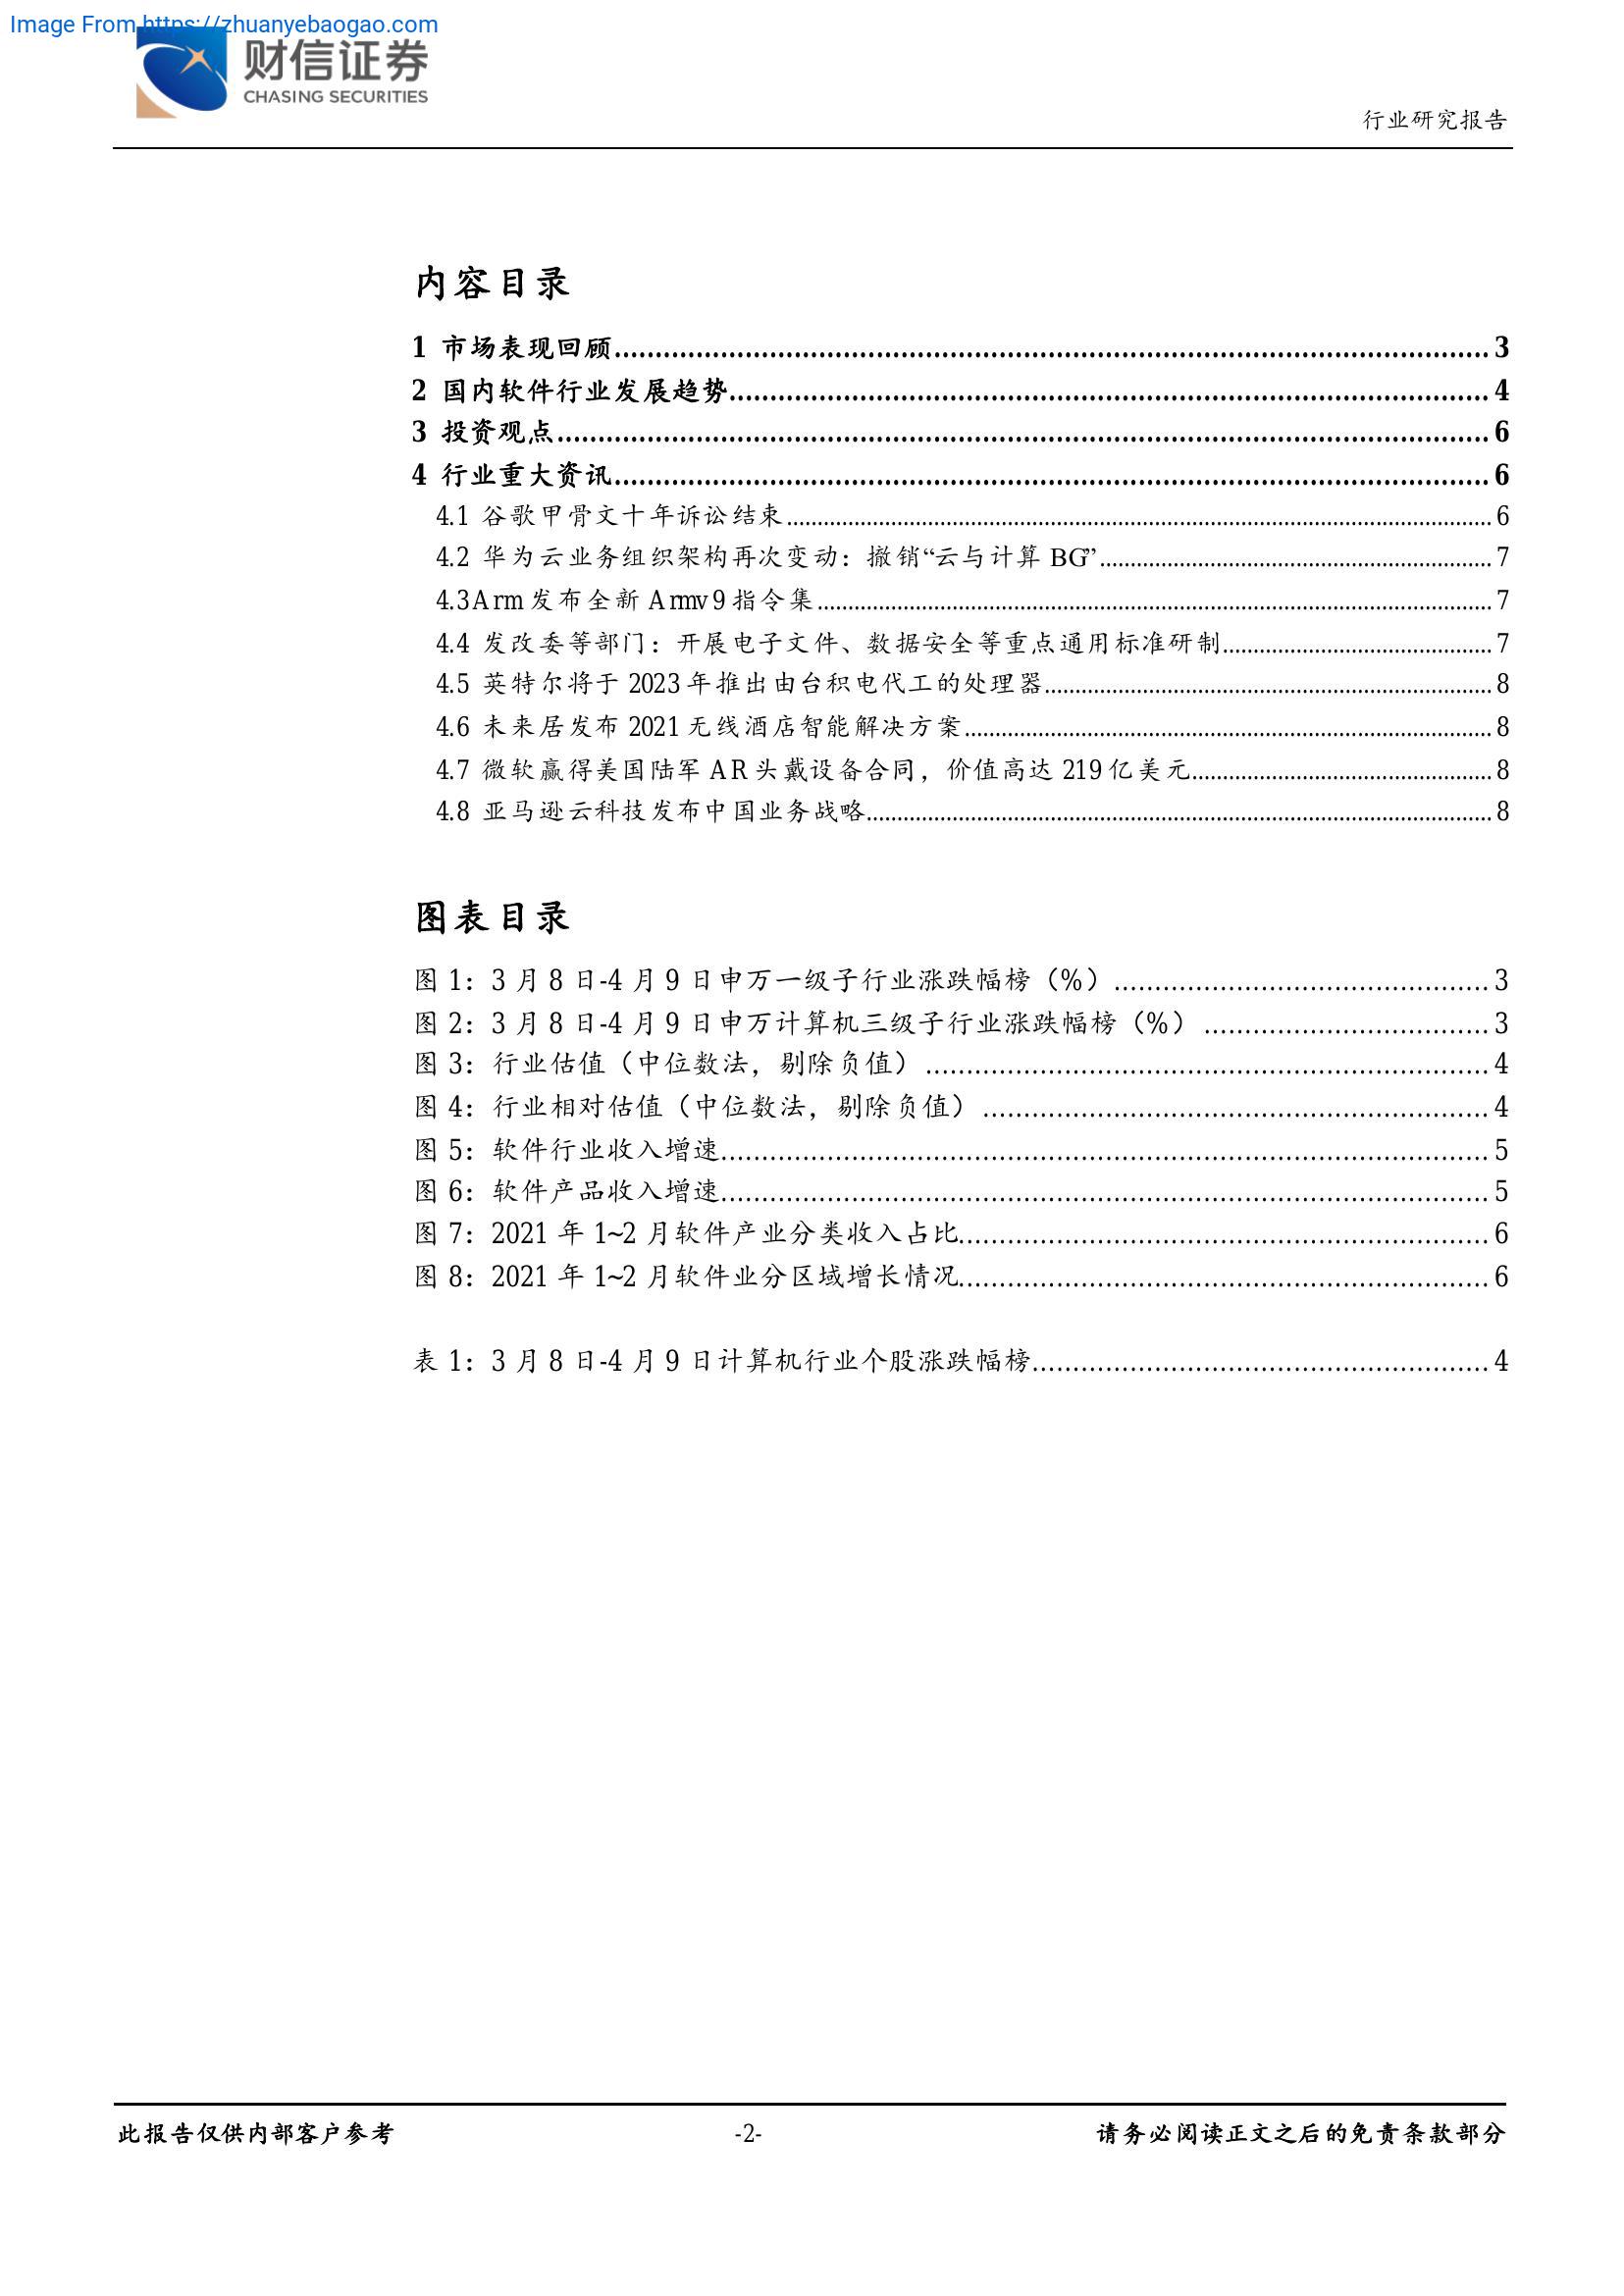 Image From https://zhuanyebaogao.com
财信证券
CHASING SECURITIES
行业研究报告
内容目录
1 市场表现回顾........................................ 3
2 国内软件行业发展趋势........................................ 4
3 投资观点........................................ 6
4 行业重大资讯........................................ 6
4.1 谷歌甲骨文十年诉讼结束........................................ 6
4.2 华为云业务组织架构再次变动：撤销“云与计算 BG”........................................ 7
4.3Arm 发布全新 Armv9 指令集........................................ 7
4.4 发改委等部门：开展电子文件、数据安全等重点通用标准研制........................................ 7
4.5 英特尔将于 2023 年推出由台积电代工的处理器........................................ 8
4.6 未来居发布 2021 无线酒店智能解决方案........................................ 8
4.7 微软赢得美国陆军 AR 头戴设备合同，价值高达 219 亿美元........................................ 8
4.8 亚马逊云科技发布中国业务战略........................................ 8
图表目录
图 1：3 月 8 日-4 月 9 日申万一级子行业涨跌幅榜（%）........................................ 3
图 2：3 月 8 日-4 月 9 日申万计算机三级子行业涨跌幅榜（%）........................................ 3
图 3：行业估值（中位数法，剔除负值）........................................ 4
图 4：行业相对估值（中位数法，剔除负值）........................................ 4
图 5：软件行业收入增速........................................ 5
图 6：软件产品收入增速........................................ 5
图 7：2021 年 1~2 月软件产业分类收入占比........................................ 6
图 8：2021 年 1~2 月软件业分区域增长情况........................................ 6
表 1：3 月 8 日-4 月 9 日计算机行业个股涨跌幅榜........................................ 4
此报告仅供内部客户参考
-2-
请务必阅读正文之后的免责条款部分